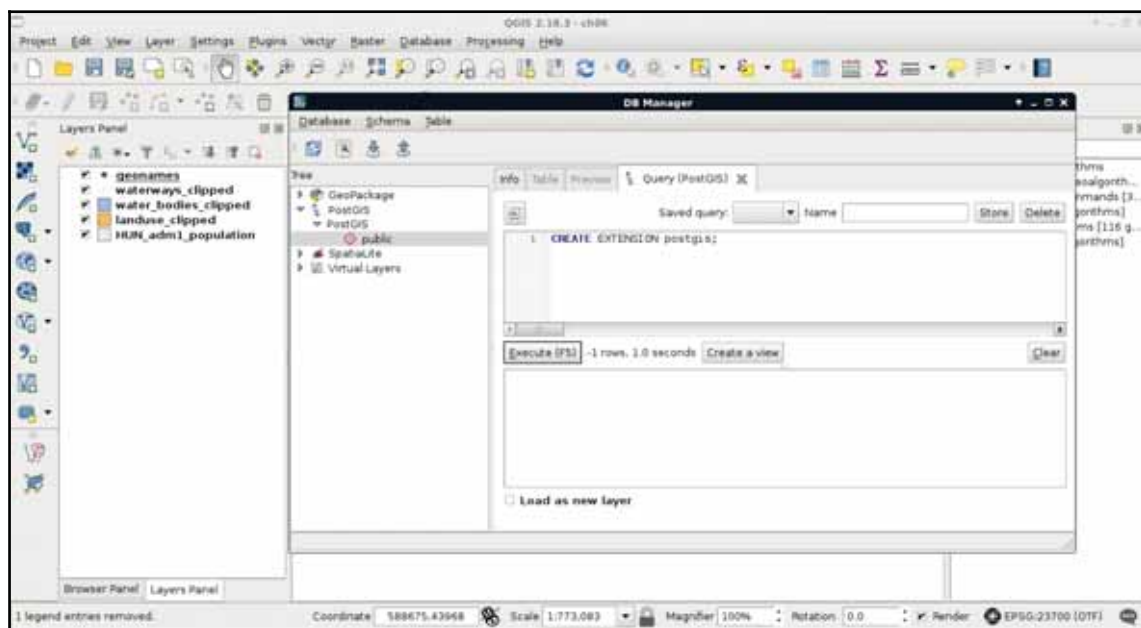 QGIS 2.18.3 - ch06
Project Edit View Layer Settings Plugins Vector Raster Database Processing Help
DB Manager
Database Schema Table
Layers Panel
geonames
waterways_clipped
water_bodies_clipped
landuse_clipped
HUN_adm1_population
Tree
GeoPackage
PostGIS
PostGIS
public
SpatiaLite
Virtual Layers
Info Table Preview Query (PostGIS)
Saved query: Name Store Delete
1 CREATE EXTENSION postgis;
Execute (F5) -1 rows, 1.0 seconds Create a view Clear
Load as new layer
Browser Panel Layers Panel
1 legend entries removed. Coordinate 588675,43968 Scale 1:773,083 Magnifier 100% Rotation 0.0 Render EPSG:23700 (OTF)